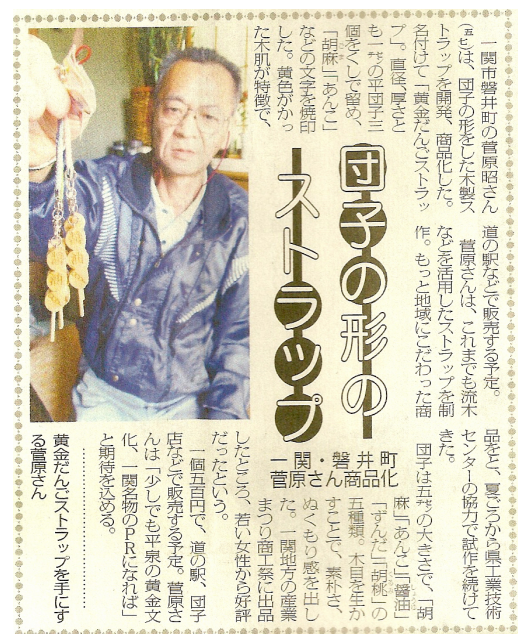 団子の形の
ストラップ
一関・磐井町
菅原さん商品化
一関市磐井町の菅原昭さん
(五七)は、団子の形をした木製ス
トラップを開発、商品化した。
名付けて「黄金だんごストラッ
プ」。直径、厚さと
も一㌢の平団子三
個をくしで留め、
「胡麻」「あんこ」
などの文字を焼印
した。黄色がかっ
た木肌が特徴で、
道の駅などで販売する予定。
菅原さんは、これまでも流木
などを活用したストラップを制
作。もっと地域にこだわった商
品をと、夏ごろから県工業技術
センターの協力で試作を続けて
きた。
団子は五㌢の大きさで、「胡
麻」「あんこ」「醤油」
「ずんだ」「胡桃」の
五種類。木目を生か
すことで、素朴さ、
ぬくもり感を出し
た。一関地方の産業
まつり商工祭に出品
したところ、若い女性から好評
だったという。
一個五百円で、道の駅、団子
店などで販売する予定。菅原さ
んは「少しでも平泉の黄金文
化、一関名物のPRになれば」
と期待を込める。
黄金だんごストラップを手にす
る菅原さん